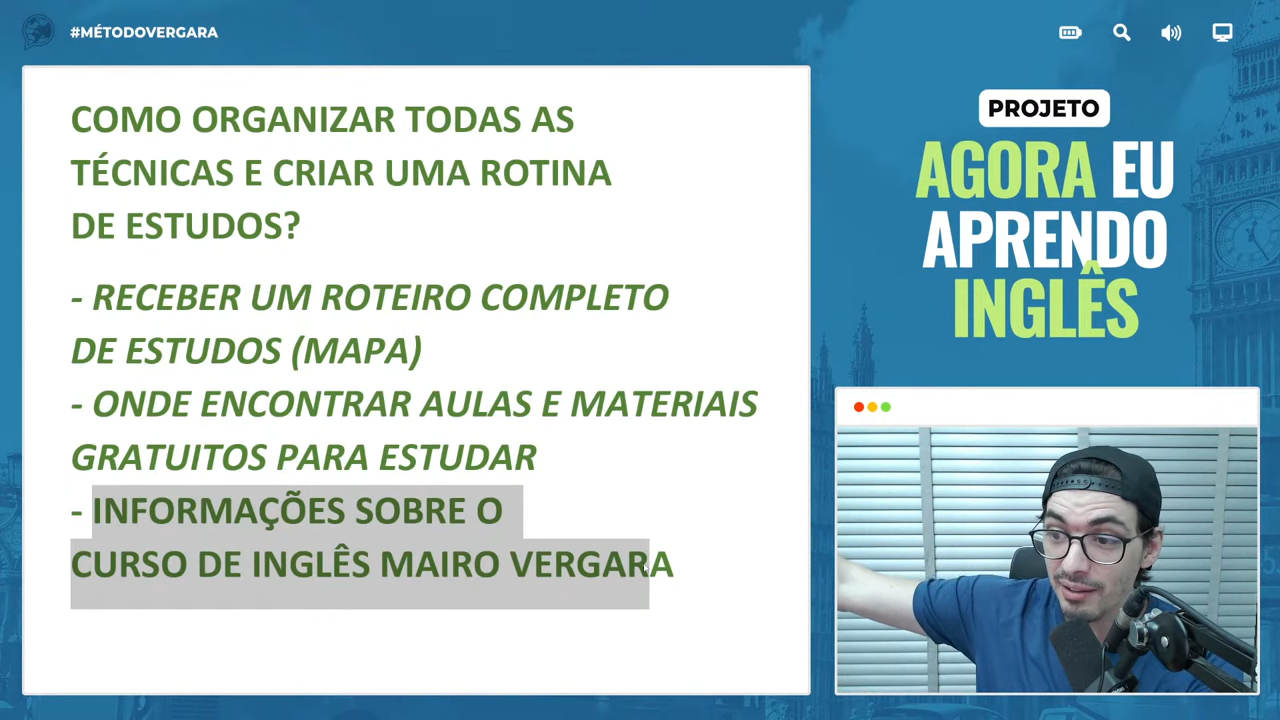 #MÉTODOVERGARA
COMO ORGANIZAR TODAS AS
TÉCNICAS E CRIAR UMA ROTINA
DE ESTUDOS?
- RECEBER UM ROTEIRO COMPLETO
DE ESTUDOS (MAPA)
- ONDE ENCONTRAR AULAS E MATERIAIS
GRATUITOS PARA ESTUDAR
- INFORMAÇÕES SOBRE O
CURSO DE INGLÊS MAIRO VERGARA
PROJETO
AGORA EU
APRENDO
INGLÊS